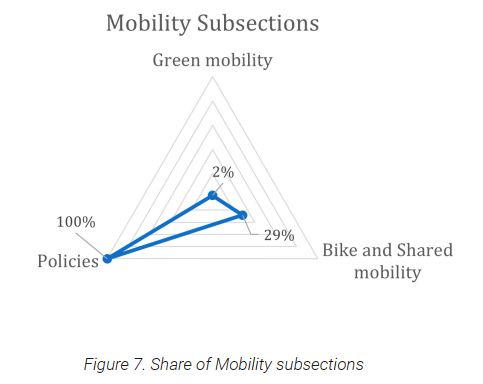 Mobility Subsections
Green mobility
2%
100%
29%
Policies
Bike and Shared
mobility
Figure 7. Share of Mobility subsections